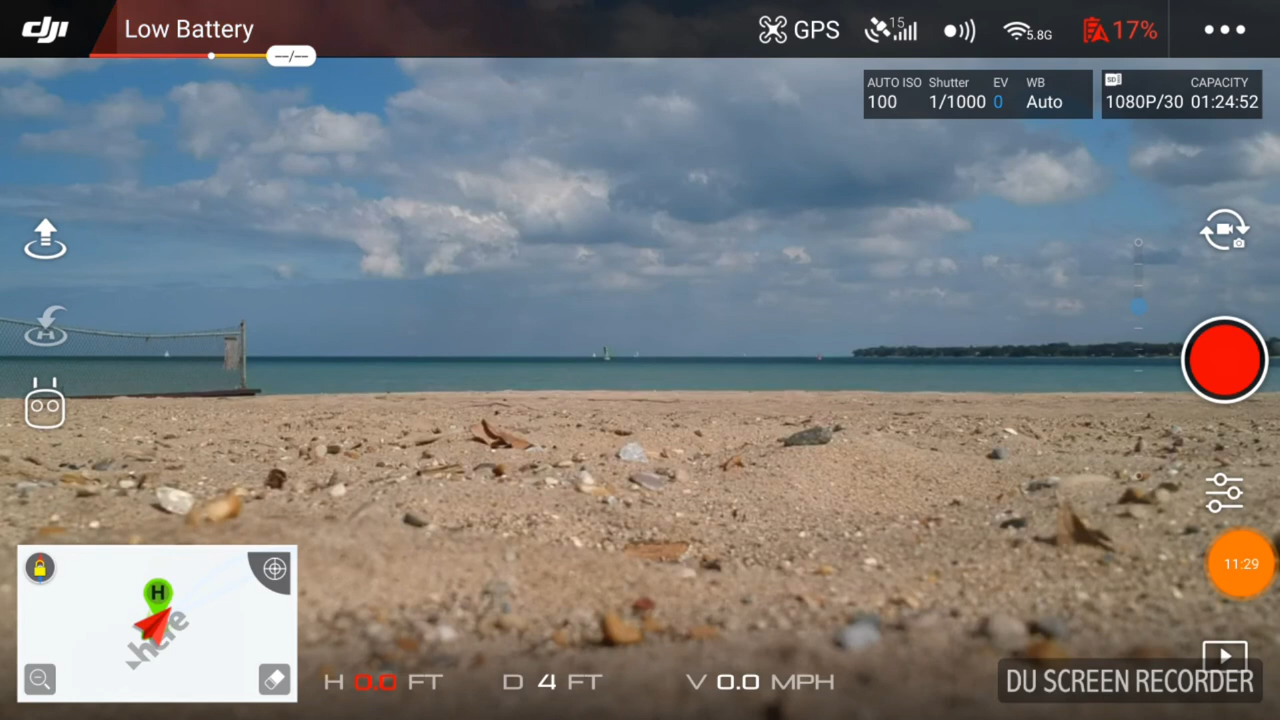 dji Low Battery GPS 15 5.8G 17%
--/--
AUTO ISO Shutter EV WB SD CAPACITY
100 1/1000 0 Auto 1080P/30 01:24:52
H
11:29
H
here
H 0.0 FT D 4 FT V 0.0 MPH
DU SCREEN RECORDER